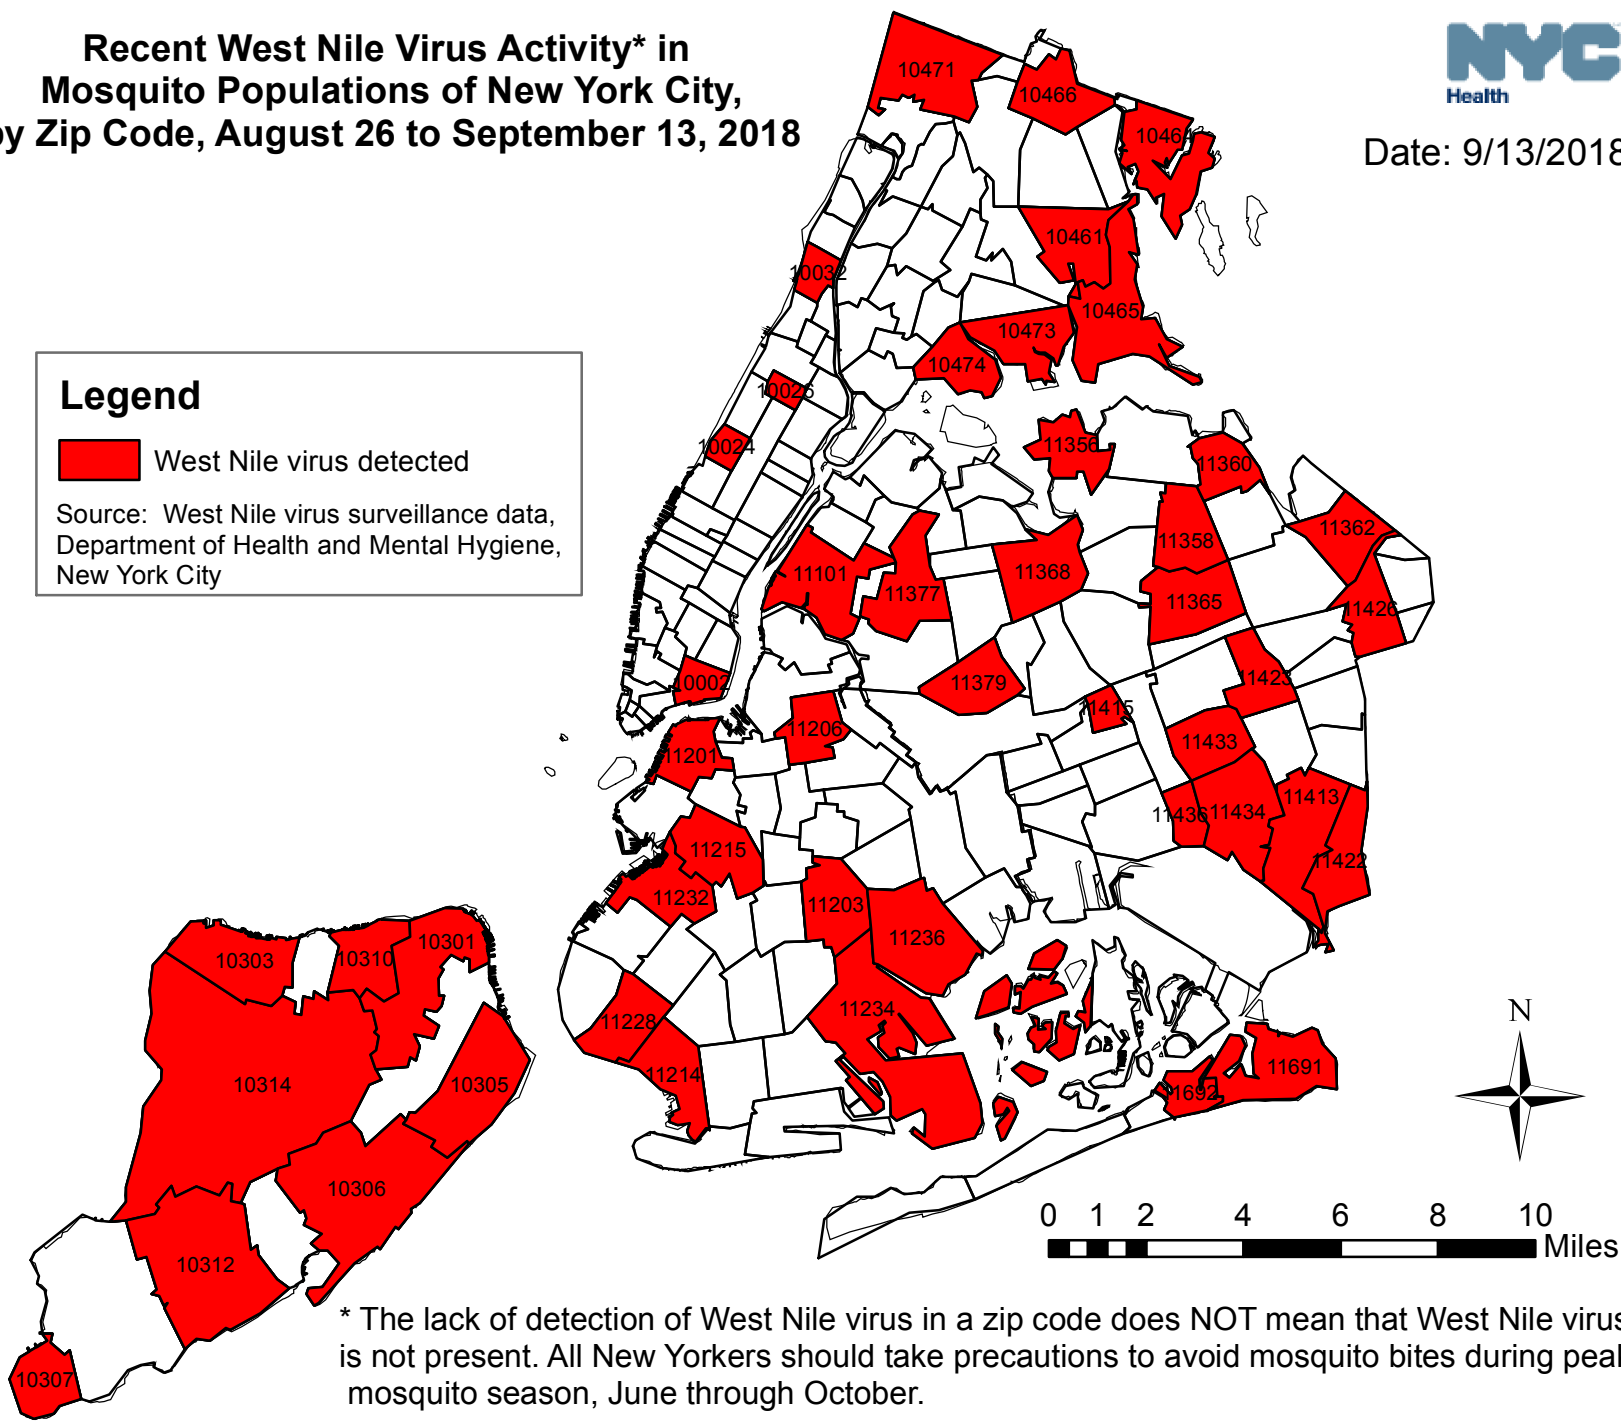 Recent West Nile Virus Activity* in
Mosquito Populations of New York City,
by Zip Code, August 26 to September 13, 2018
NYC
Health
Date: 9/13/2018
Legend
West Nile virus detected
Source: West Nile virus surveillance data,
Department of Health and Mental Hygiene,
New York City
10471
10466
10464
10461
10032
10465
10473
10474
10026
10024
11356
11360
11362
11358
11101
11377
11368
11365
11426
10002
11379
11423
11415
11206
11201
11433
11413
11436
11434
11215
11422
11232
11203
11236
10301
10303
10310
11234
11228
11214
11691
11692
10314
10305
10306
10312
10307
N
0 1 2 4 6 8 10
Miles
* The lack of detection of West Nile virus in a zip code does NOT mean that West Nile virus
is not present. All New Yorkers should take precautions to avoid mosquito bites during peak
mosquito season, June through October.